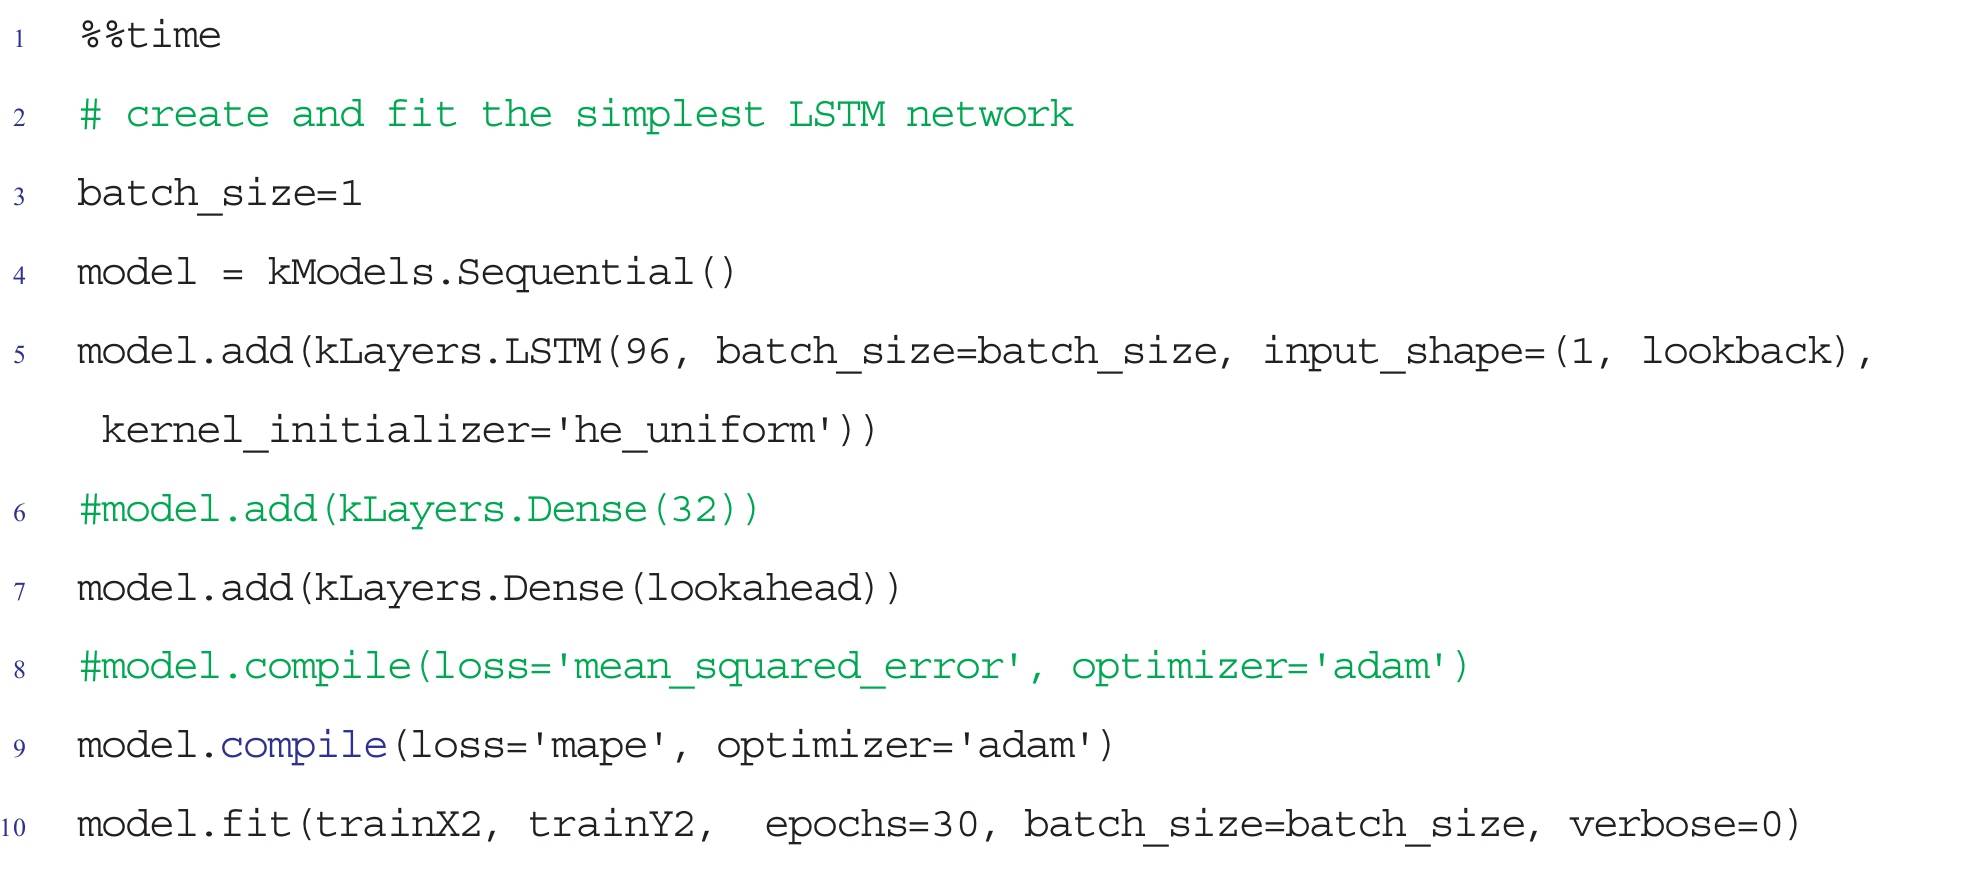 1 %%time
2 # create and fit the simplest LSTM network
3 batch_size=1
4 model = kModels.Sequential()
5 model.add(kLayers.LSTM(96, batch_size=batch_size, input_shape=(1, lookback),
kernel_initializer='he_uniform'))
6 #model.add(kLayers.Dense(32))
7 model.add(kLayers.Dense(lookahead))
8 #model.compile(loss='mean_squared_error', optimizer='adam')
9 model.compile(loss='mape', optimizer='adam')
10 model.fit(trainX2, trainY2,  epochs=30, batch_size=batch_size, verbose=0)